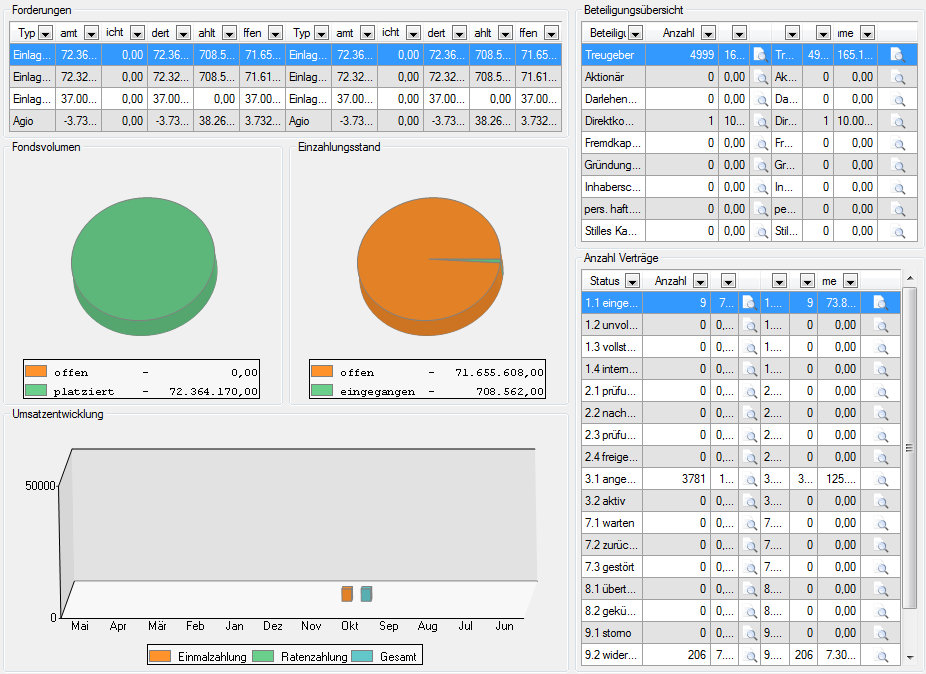 Forderungen
Typ amt icht dert ahlt ffen Typ amt icht dert ahlt ffen
Einlag... 72.36... 0,00 72.36... 708.5... 71.65... Einlag... 72.36... 0,00 72.36... 708.5... 71.65...
Einlag... 72.32... 0,00 72.32... 708.5... 71.61... Einlag... 72.32... 0,00 72.32... 708.5... 71.61...
Einlag... 37.00... 0,00 37.00... 0,00 37.00... Einlag... 37.00... 0,00 37.00... 0,00 37.00...
Agio -3.73... 0,00 -3.73... 38.26... 3.732... Agio -3.73... 0,00 -3.73... 38.26... 3.732...
Fondsvolumen
offen - 0,00
platziert - 72.364.170,00
Einzahlungsstand
offen - 71.655.608,00
eingegangen - 708.562,00
Umsatzentwicklung
50000
0
Mai Apr Mär Feb Jan Dez Nov Okt Sep Aug Jul Jun
Einmalzahlung Ratenzahlung Gesamt
Beteiligungsübersicht
Beteiligu Anzahl me
Treugeber 4999 16... Tr... 49... 165.1...
Aktionär 0 0,00 Ak... 0 0,00
Darlehen... 0 0,00 Da... 0 0,00
Direktko... 1 10... Dir... 1 10.00...
Fremdkap... 0 0,00 Fr... 0 0,00
Gründung... 0 0,00 Gr... 0 0,00
Inhabersc... 0 0,00 In... 0 0,00
pers. haft.... 0 0,00 pe... 0 0,00
Stilles Ka... 0 0,00 Stil... 0 0,00
Anzahl Verträge
Status Anzahl me
1.1 einge... 9 7... 1.... 9 73.8...
1.2 unvol... 0 0,... 1.... 0 0,00
1.3 vollst... 0 0,... 1.... 0 0,00
1.4 intern... 0 0,... 1.... 0 0,00
2.1 prüfu... 0 0,... 2.... 0 0,00
2.2 nach... 0 0,... 2.... 0 0,00
2.3 prüfu... 0 0,... 2.... 0 0,00
2.4 freige... 0 0,... 2.... 0 0,00
3.1 ange... 3781 1... 3.... 3... 125....
3.2 aktiv 0 0,... 3.... 0 0,00
7.1 warten 0 0,... 7.... 0 0,00
7.2 zurüc... 0 0,... 7.... 0 0,00
7.3 gestört 0 0,... 7.... 0 0,00
8.1 übert... 0 0,... 8.... 0 0,00
8.2 gekü... 0 0,... 8.... 0 0,00
9.1 storno 0 0,... 9.... 0 0,00
9.2 wider... 206 7.... 9.... 206 7.30...